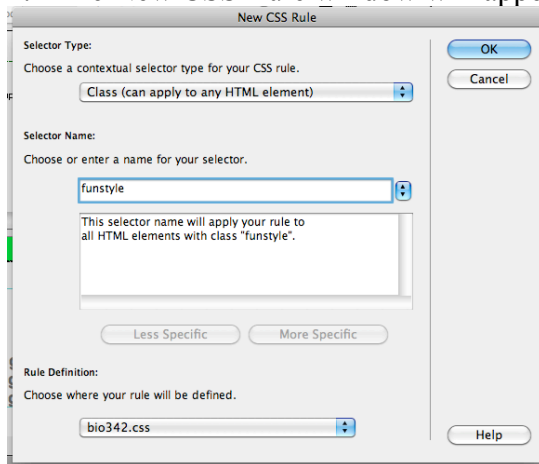 New CSS Rule
Selector Type:
OK
Choose a contextual selector type for your CSS rule.
Class (can apply to any HTML element)
Cancel
Selector Name:
Choose or enter a name for your selector.
funstyle
This selector name will apply your rule to
all HTML elements with class "funstyle".
Less Specific
More Specific
Rule Definition:
Choose where your rule will be defined.
bio342.css
Help